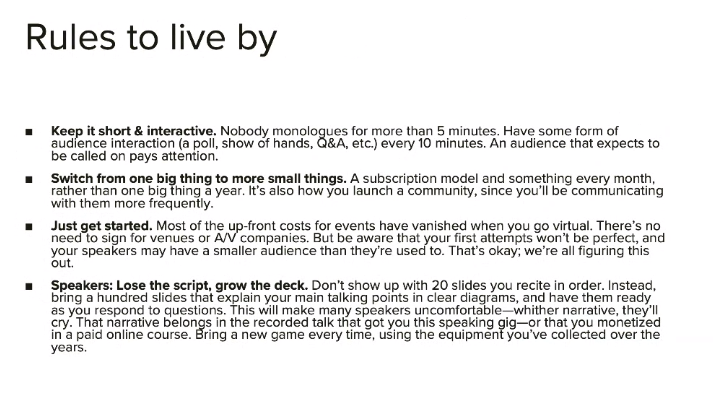 Rules to live by
▪ Keep it short & interactive. Nobody monologues for more than 5 minutes. Have some form of
audience interaction (a poll, show of hands, Q&A, etc.) every 10 minutes. An audience that expects to
be called on pays attention.
▪ Switch from one big thing to more small things. A subscription model and something every month,
rather than one big thing a year. It's also how you launch a community, since you'll be communicating
with them more frequently.
▪ Just get started. Most of the up-front costs for events have vanished when you go virtual. There's no
need to sign for venues or A/V companies. But be aware that your first attempts won't be perfect, and
your speakers may have a smaller audience than they're used to. That's okay; we're all figuring this
out.
▪ Speakers: Lose the script, grow the deck. Don't show up with 20 slides you recite in order. Instead,
bring a hundred slides that explain your main talking points in clear diagrams, and have them ready
as you respond to questions. This will make many speakers uncomfortable—whither narrative, they'll
cry. That narrative belongs in the recorded talk that got you this speaking gig—or that you monetized
in a paid online course. Bring a new game every time, using the equipment you've collected over the
years.